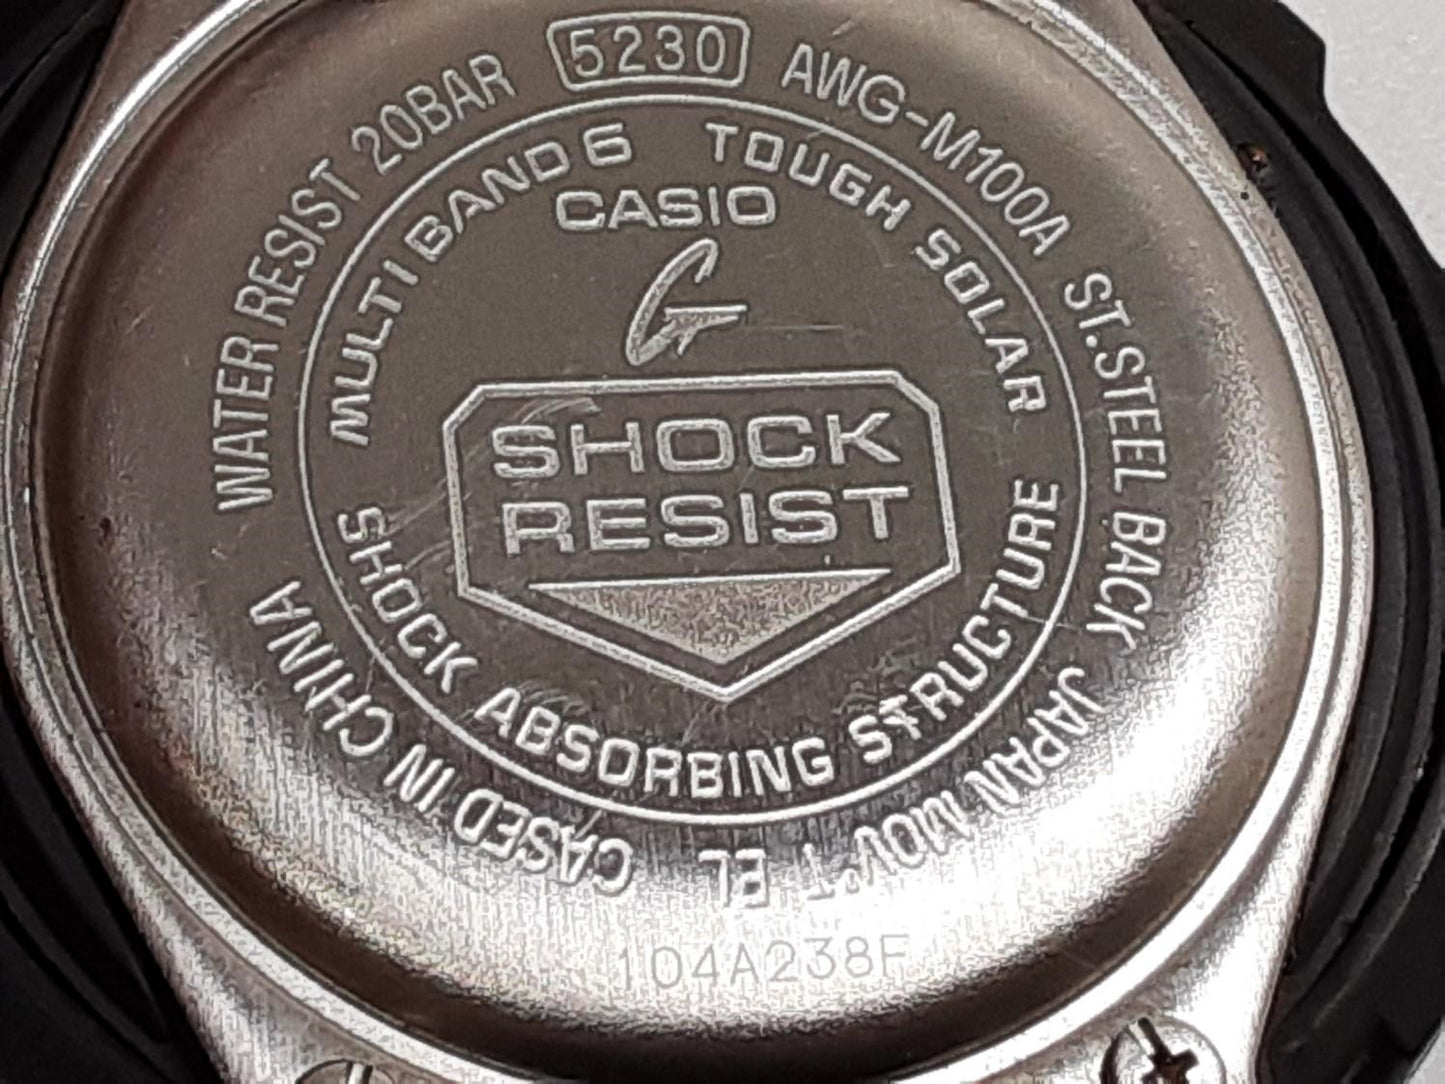 WATER RESIST 20BAR 5230 AWG-M100A ST.STEEL BACK
JAPAN MOV'T EL CASED IN CHINA
MULTI BAND 6 TOUGH SOLAR
CASIO
G
SHOCK
RESIST
SHOCK ABSORBING STRUCTURE
104A238F